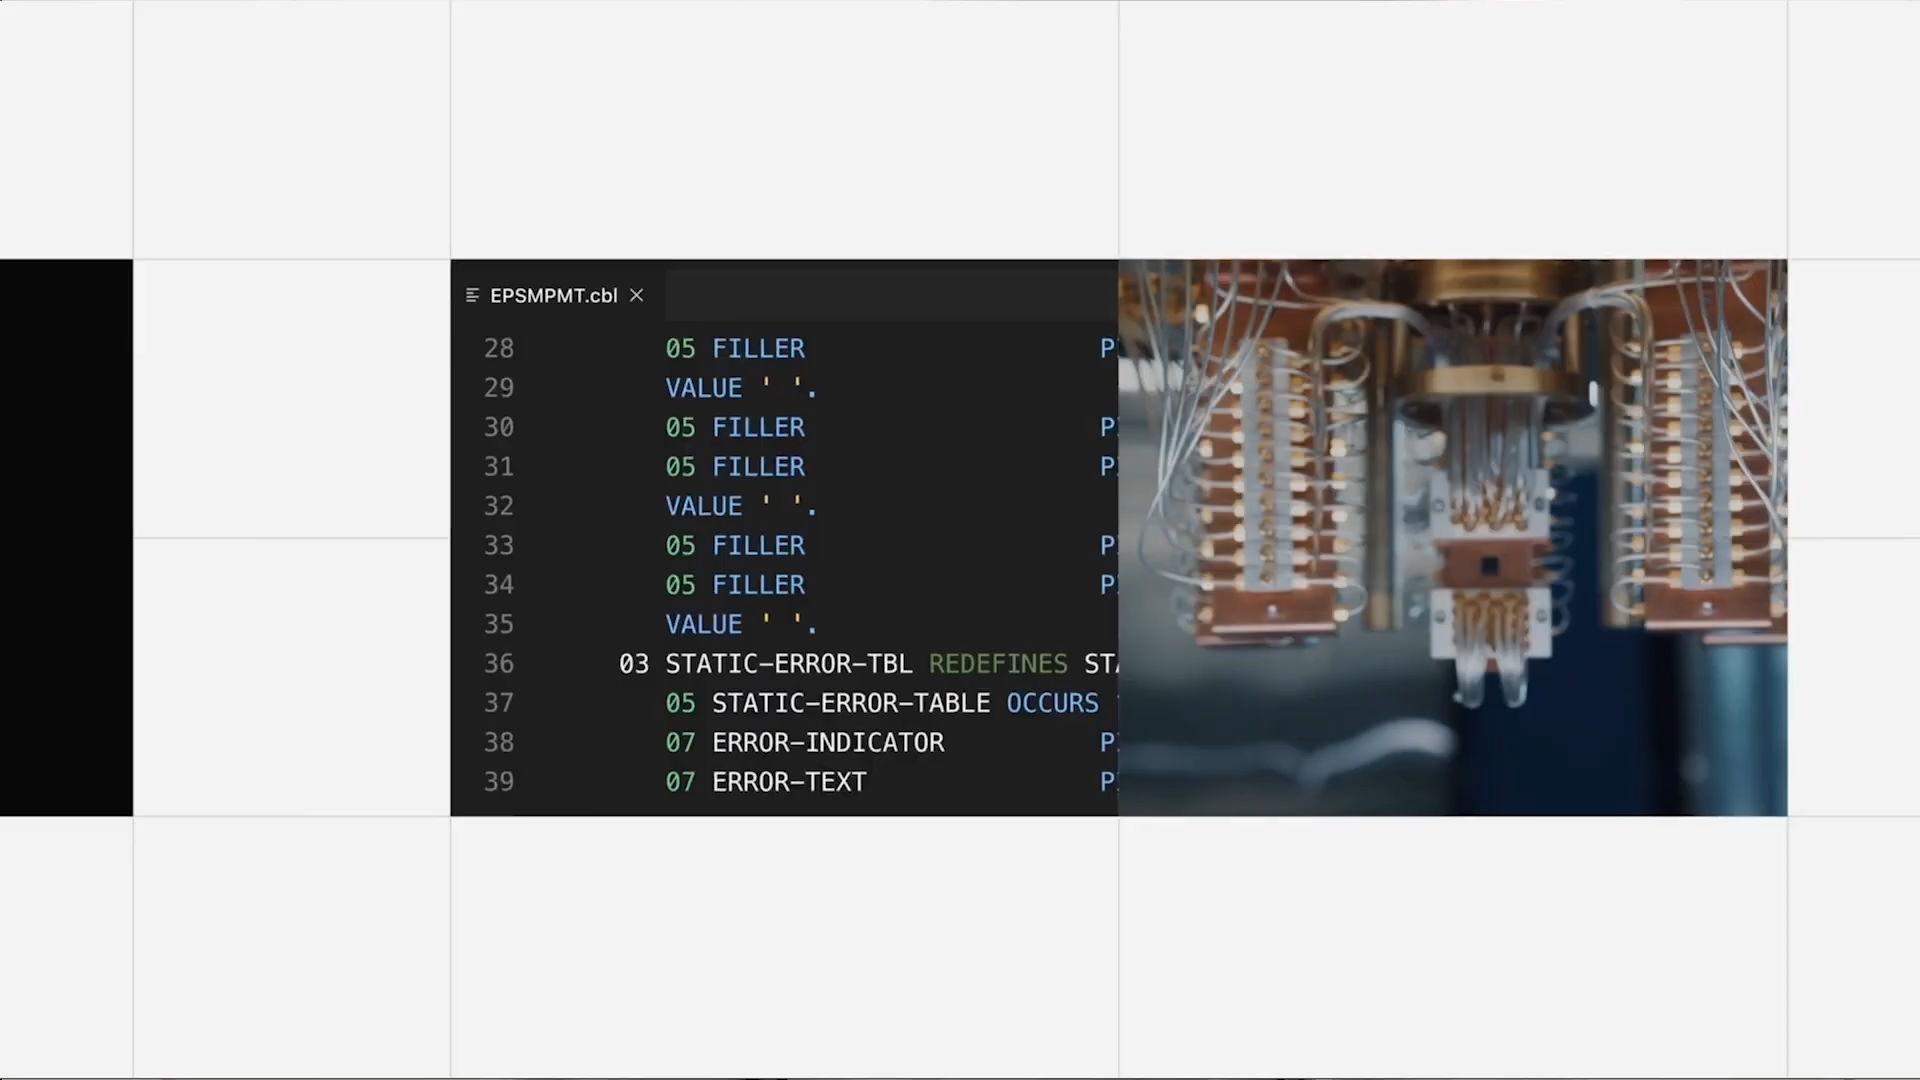 EPSMPMT.cbl
28 05 FILLER
29 VALUE ' '.
30 05 FILLER
31 05 FILLER
32 VALUE ' '.
33 05 FILLER
34 05 FILLER
35 VALUE ' '.
36 03 STATIC-ERROR-TBL REDEFINES
37 05 STATIC-ERROR-TABLE OCCURS
38 07 ERROR-INDICATOR
39 07 ERROR-TEXT